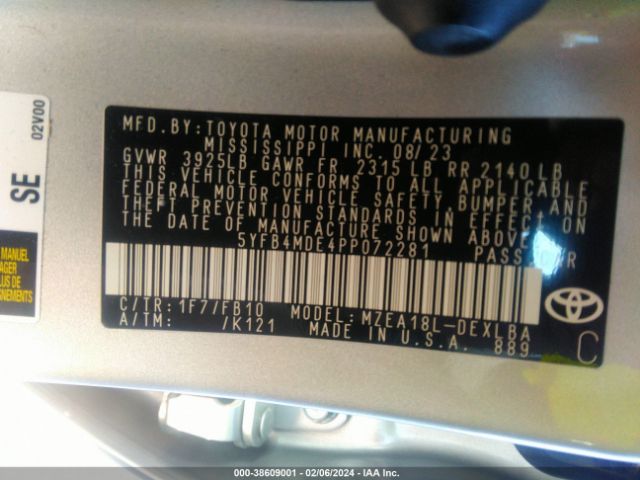 MFD.BY: TOYOTA MOTOR MANUFACTURING
MISSISSIPPI INC. 08/23
GVWR 3925LB GAWR FR 2315 LB RR 2140 LB
THIS VEHICLE CONFORMS TO ALL APPLICABLE
FEDERAL MOTOR VEHICLE SAFETY, BUMPER AND
THEFT PREVENTION STANDARDS IN EFFECT ON
THE DATE OF MANUFACTURE SHOWN ABOVE.
5YFB4MDE4PP072281 PASS
C/TR: 1F7/FB10 MODEL: MZEA18L-DEXLBA
A/TM: /K121 MADE IN U.S.A.
889
C
SE
02V00
MANUEL
NEMENTS
000-38609001 - 02/06/2024 - IAA Inc.